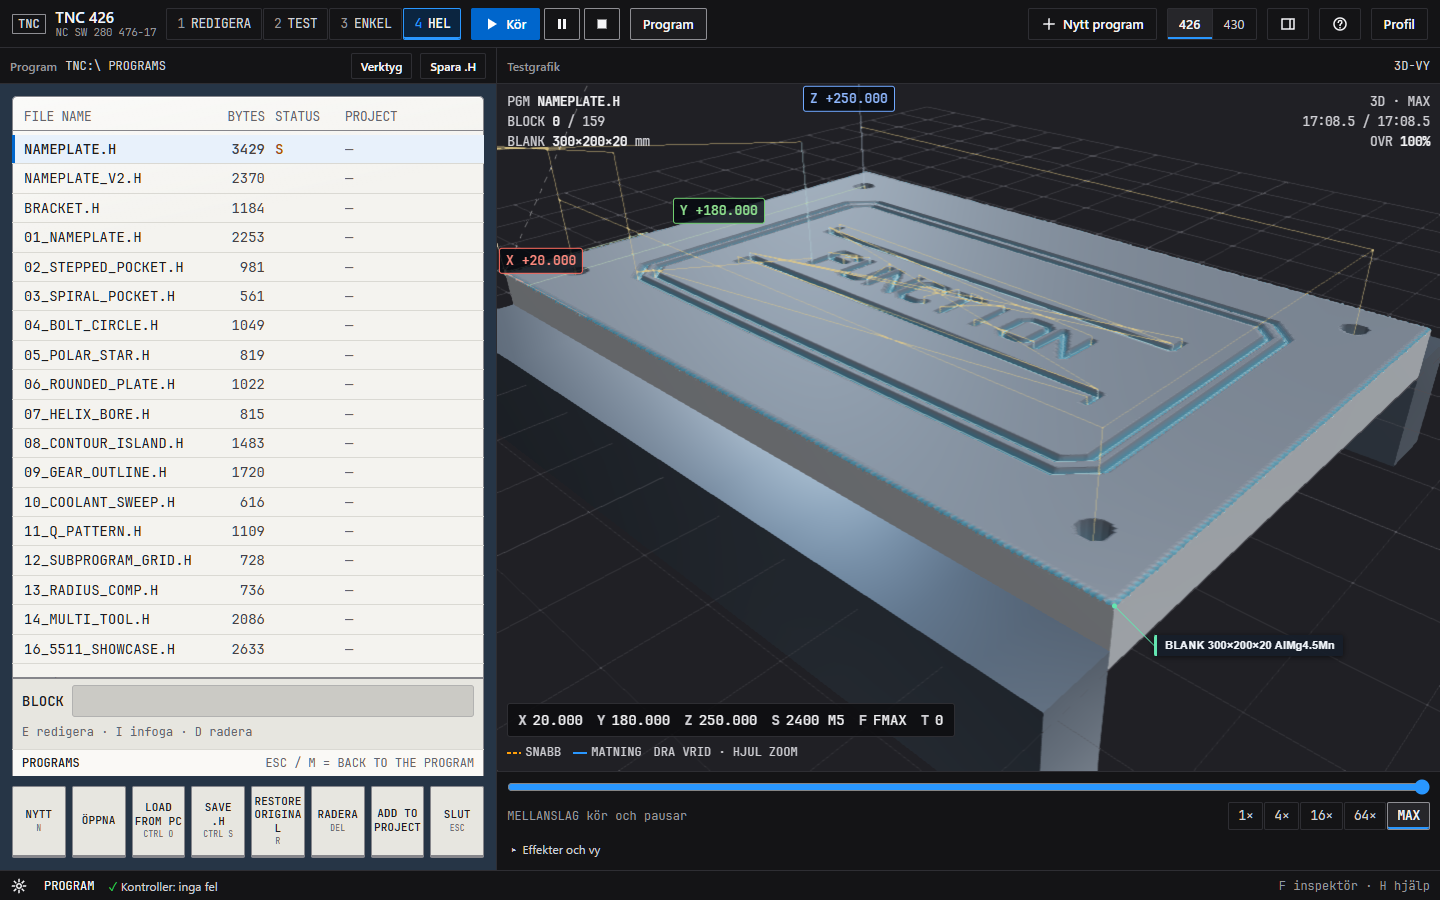 TNC TNC 426 NC SW 280 476-17 1 REDIGERA 2 TEST 3 ENKEL 4 HEL Kör Program Nytt program 426 430 Profil
Program TNC:\ PROGRAMS Verktyg Spara .H
Testgrafik 3D-VY
FILE NAME BYTES STATUS PROJECT
NAMEPLATE.H 3429 S —
NAMEPLATE_V2.H 2370 —
BRACKET.H 1184 —
01_NAMEPLATE.H 2253 —
02_STEPPED_POCKET.H 981 —
03_SPIRAL_POCKET.H 561 —
04_BOLT_CIRCLE.H 1049 —
05_POLAR_STAR.H 819 —
06_ROUNDED_PLATE.H 1022 —
07_HELIX_BORE.H 815 —
08_CONTOUR_ISLAND.H 1483 —
09_GEAR_OUTLINE.H 1720 —
10_COOLANT_SWEEP.H 616 —
11_Q_PATTERN.H 1109 —
12_SUBPROGRAM_GRID.H 728 —
13_RADIUS_COMP.H 736 —
14_MULTI_TOOL.H 2086 —
16_5511_SHOWCASE.H 2633 —
BLOCK
E redigera · I infoga · D radera
PROGRAMS ESC / M = BACK TO THE PROGRAM
NYTT N
ÖPPNA
LOAD FROM PC CTRL O
SAVE .H CTRL S
RESTORE ORIGINAL R
RADERA DEL
ADD TO PROJECT
SLUT ESC
PGM NAMEPLATE.H
BLOCK 0 / 159
BLANK 300×200×20 mm
3D · MAX
17:08.5 / 17:08.5
OVR 100%
Z +250.000
Y +180.000
X +20.000
BLANK 300×200×20 AlMg4.5Mn
X 20.000 Y 180.000 Z 250.000 S 2400 M5 F FMAX T 0
SNABB MATNING DRA VRID · HJUL ZOOM
MELLANSLAG kör och pausar 1× 4× 16× 64× MAX
Effekter och vy
PROGRAM ✓ Kontroller: inga fel F inspektör · H hjälp